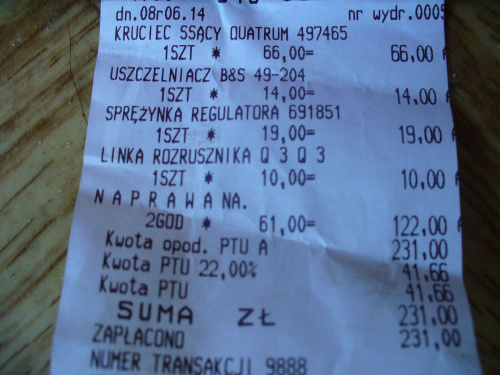 dn.08r06.14 nr wydr.0005
KRUCIEC SSĄCY QUATRUM 497465
1SZT * 66,00= 66,00 A
USZCZELNIACZ B&S 49-204
1SZT * 14,00= 14,00 A
SPRĘŻYNKA REGULATORA 691851
1SZT * 19,00= 19,00 A
LINKA ROZRUSZNIKA Q 3 Q 3
1SZT * 10,00= 10,00 A
N A P R A W A N A.
2GOD * 61,00= 122,00 A
Kwota opod. PTU A 231,00
Kwota PTU 22,00% 41,66
Kwota PTU 41,66
SUMA ZŁ 231,00
ZAPŁACONO 231,00
NUMER TRANSAKCJI 9888